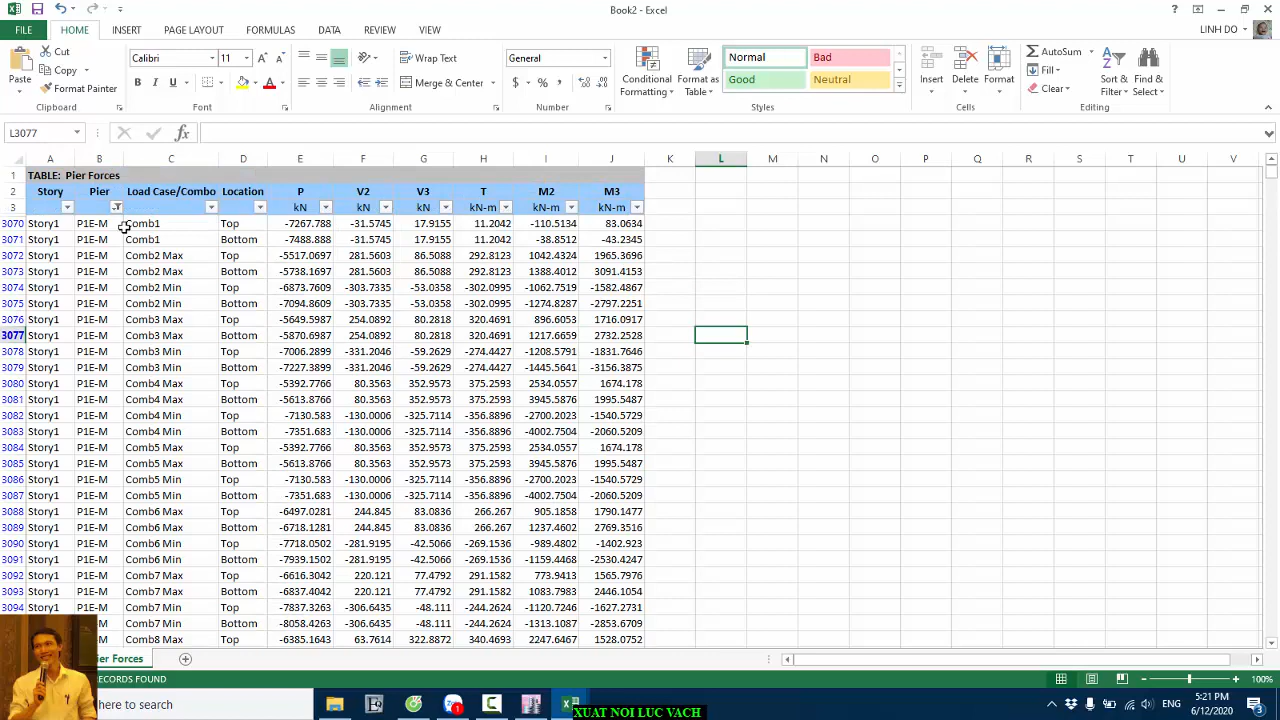 Book2 - Excel
FILE HOME INSERT PAGE LAYOUT FORMULAS DATA REVIEW VIEW LINH DO
Paste Cut Copy Format Painter Clipboard
Calibri 11 B I U Font
Wrap Text Merge & Center Alignment
General $ % , Number
Conditional Formatting Format as Table Normal Bad Good Neutral Styles
Insert Delete Format Cells
AutoSum Fill Clear Sort & Filter Find & Select Editing
L3077 fx
A B C D E F G H I J K L M N O P Q R S T U V
1 TABLE: Pier Forces
2 Story Pier Load Case/Combo Location P V2 V3 T M2 M3
3 kN kN kN kN-m kN-m kN-m
3070 Story1 P1E-M Comb1 Top -7267.788 -31.5745 17.9155 11.2042 -110.5134 83.0634
3071 Story1 P1E-M Comb1 Bottom -7488.888 -31.5745 17.9155 11.2042 -38.8512 -43.2345
3072 Story1 P1E-M Comb2 Max Top -5517.0697 281.5603 86.5088 292.8123 1042.4324 1965.3696
3073 Story1 P1E-M Comb2 Max Bottom -5738.1697 281.5603 86.5088 292.8123 1388.4012 3091.4153
3074 Story1 P1E-M Comb2 Min Top -6873.7609 -303.7335 -53.0358 -302.0995 -1062.7519 -1582.4867
3075 Story1 P1E-M Comb2 Min Bottom -7094.8609 -303.7335 -53.0358 -302.0995 -1274.8287 -2797.2251
3076 Story1 P1E-M Comb3 Max Top -5649.5987 254.0892 80.2818 320.4691 896.6053 1716.0917
3077 Story1 P1E-M Comb3 Max Bottom -5870.6987 254.0892 80.2818 320.4691 1217.6659 2732.2528
3078 Story1 P1E-M Comb3 Min Top -7006.2899 -331.2046 -59.2629 -274.4427 -1208.5791 -1831.7646
3079 Story1 P1E-M Comb3 Min Bottom -7227.3899 -331.2046 -59.2629 -274.4427 -1445.5641 -3156.3875
3080 Story1 P1E-M Comb4 Max Top -5392.7766 80.3563 352.9573 375.2593 2534.0557 1674.178
3081 Story1 P1E-M Comb4 Max Bottom -5613.8766 80.3563 352.9573 375.2593 3945.5876 1995.5487
3082 Story1 P1E-M Comb4 Min Top -7130.583 -130.0006 -325.7114 -356.8896 -2700.2023 -1540.5729
3083 Story1 P1E-M Comb4 Min Bottom -7351.683 -130.0006 -325.7114 -356.8896 -4002.7504 -2060.5209
3084 Story1 P1E-M Comb5 Max Top -5392.7766 80.3563 352.9573 375.2593 2534.0557 1674.178
3085 Story1 P1E-M Comb5 Max Bottom -5613.8766 80.3563 352.9573 375.2593 3945.5876 1995.5487
3086 Story1 P1E-M Comb5 Min Top -7130.583 -130.0006 -325.7114 -356.8896 -2700.2023 -1540.5729
3087 Story1 P1E-M Comb5 Min Bottom -7351.683 -130.0006 -325.7114 -356.8896 -4002.7504 -2060.5209
3088 Story1 P1E-M Comb6 Max Top -6497.0281 244.845 83.0836 266.267 905.1858 1790.1477
3089 Story1 P1E-M Comb6 Max Bottom -6718.1281 244.845 83.0836 266.267 1237.4602 2769.3516
3090 Story1 P1E-M Comb6 Min Top -7718.0502 -281.9195 -42.5066 -269.1536 -989.4802 -1402.923
3091 Story1 P1E-M Comb6 Min Bottom -7939.1502 -281.9195 -42.5066 -269.1536 -1159.4468 -2530.4247
3092 Story1 P1E-M Comb7 Max Top -6616.3042 220.121 77.4792 291.1582 773.9413 1565.7976
3093 Story1 P1E-M Comb7 Max Bottom -6837.4042 220.121 77.4792 291.1582 1083.7983 2446.1054
3094 Story1 P1E-M Comb7 Min Top -7837.3263 -306.6435 -48.111 -244.2624 -1120.7246 -1627.2731
-M Comb7 Min Bottom -8058.4263 -306.6435 -48.111 -244.2624 -1313.1087 -2853.6709
-M Comb8 Max Top -6385.1643 63.7614 322.8872 340.4693 2247.6467 1528.0752
ier Forces
ECORDS FOUND 100%
here to search
1
ENG 5:21 PM 6/12/2020
XUAT NOI LUC VACH